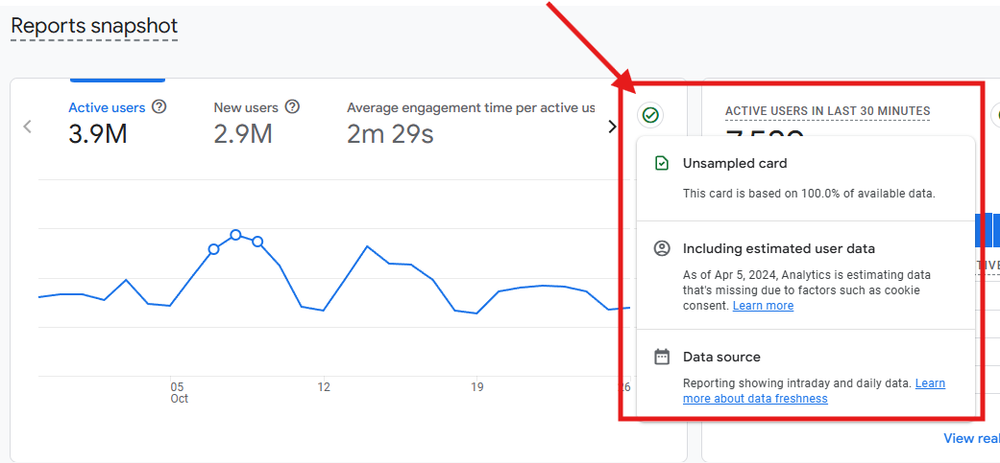 Reports snapshot
Active users
3.9M
New users
2.9M
Average engagement time per active us
2m 29s
05
Oct
12
19
26
ACTIVE USERS IN LAST 30 MINUTES
Unsampled card
This card is based on 100.0% of available data.
Including estimated user data
As of Apr 5, 2024, Analytics is estimating data
that's missing due to factors such as cookie
consent. Learn more
Data source
Reporting showing intraday and daily data. Learn
more about data freshness
View real